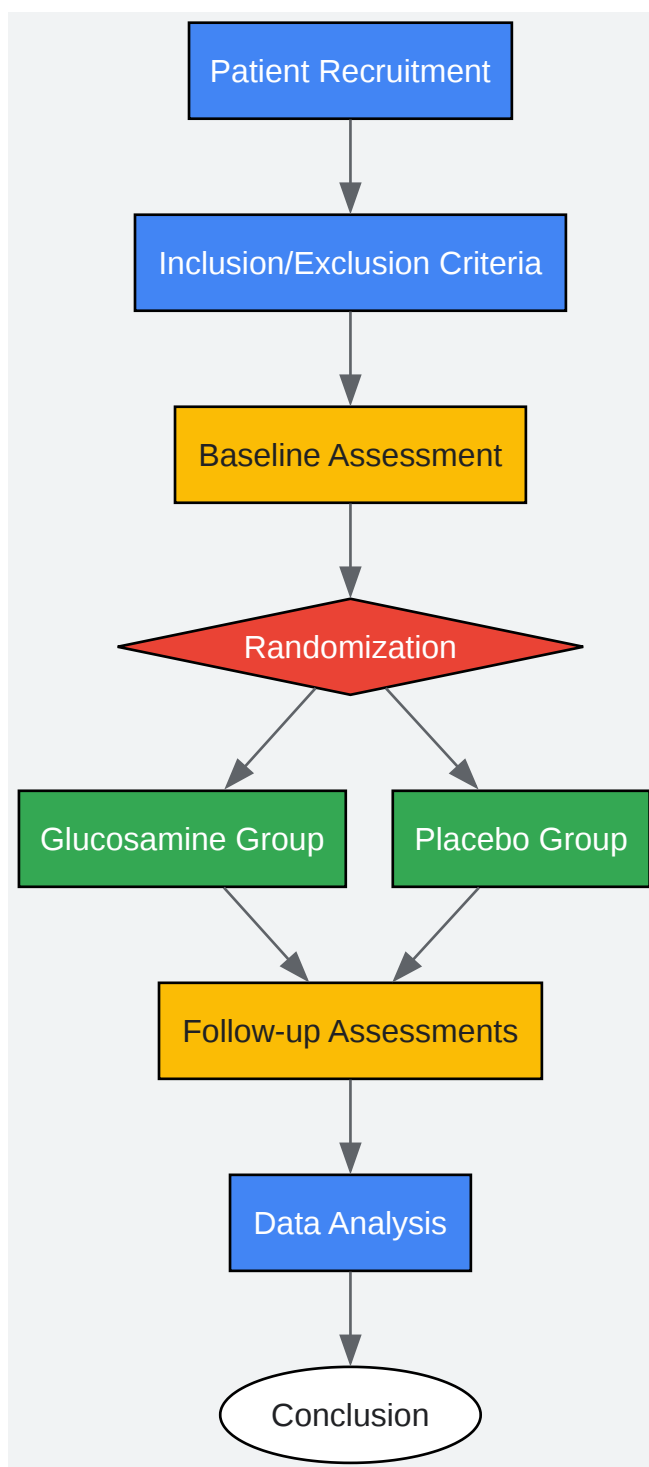 Patient Recruitment
Inclusion/Exclusion Criteria
Baseline Assessment
Randomization
Glucosamine Group
Placebo Group
Follow-up Assessments
Data Analysis
Conclusion